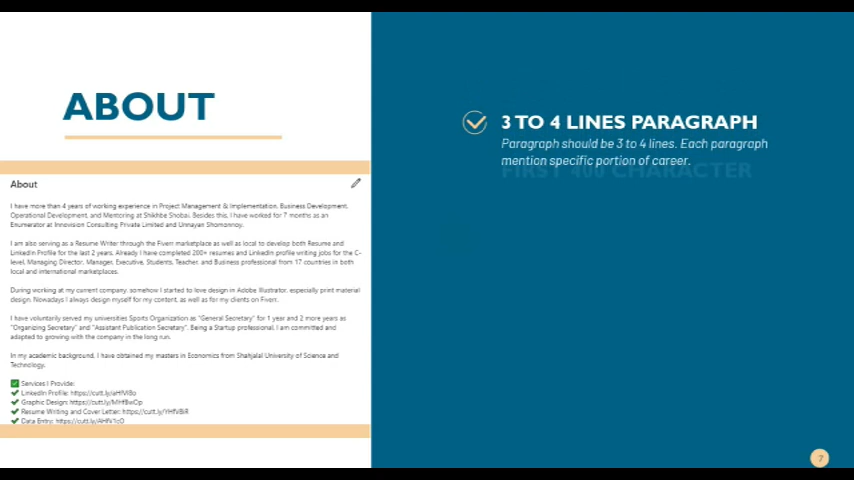 ABOUT
About
I have more than 4 years of working experience in Project Management & Implementation, Business Development,
Operational Development, and Mentoring at Shikhbe Shobai. Besides this, I have worked for 7 months as an
Enumerator at Innovision Consulting Private Limited and Unnayan Shomonnoy.
I am also serving as a Resume Writer through the Fiverr marketplace as well as local to develop both Resume and
LinkedIn Profile for the last 2 years. Already I have completed 200+ resumes and LinkedIn profile writing jobs for the C-
level, Managing Director, Manager, Executive, Students, Teacher, and Business professional from 17 countries in both
local and international marketplaces.
During working at my current company, somehow I started to love design in Adobe Illustrator, especially print material
design. Nowadays I always design myself for my content, as well as for my clients on Fiverr.
I have voluntarily served my universities Sports Organization as "General Secretary" for 1 year and 2 more years as
"Organizing Secretary" and "Assistant Publication Secretary". Being a Startup professional, I am committed and
adapted to growing with the company in the long run.
In my academic background, I have obtained my masters in Economics from Shahjalal University of Science and
Technology.
✅ Services I Provide:
✔ LinkedIn Profile:
✔ Graphic Design:
✔ Resume Writing and Cover Letter:
✔ Data Entry:
3 TO 4 LINES PARAGRAPH
Paragraph should be 3 to 4 lines. Each paragraph
mention specific portion of career.
FIRST 400 CHARACTER
7